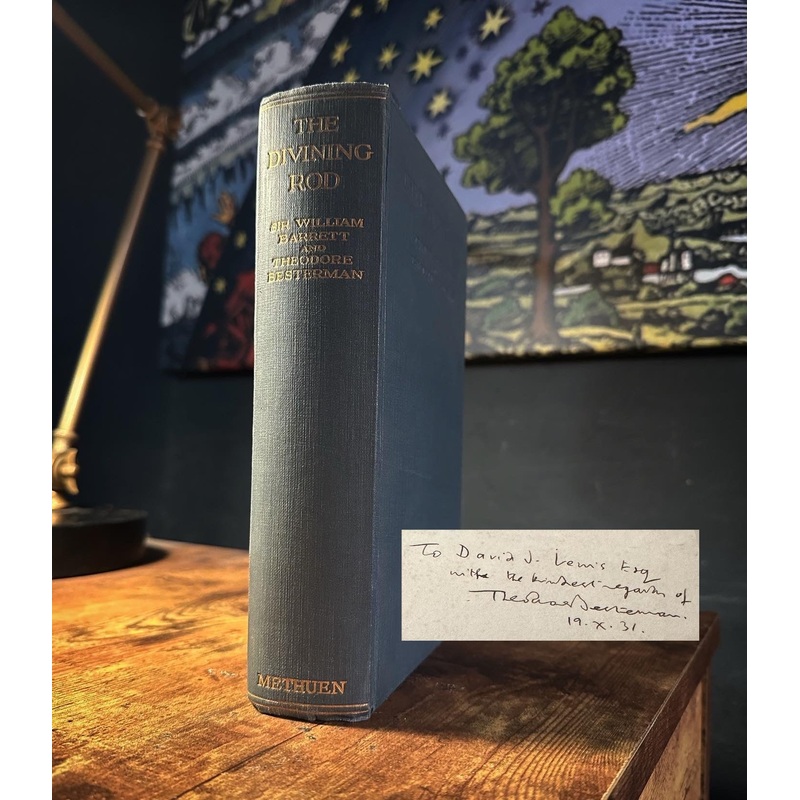 THE
DIVINING
ROD
SIR WILLIAM
BARRETT
AND
THEODORE
BESTERMAN
METHUEN
To David J. Lewis Esq
with the kindest regards of
Theodore Besterman.
19.X.31.